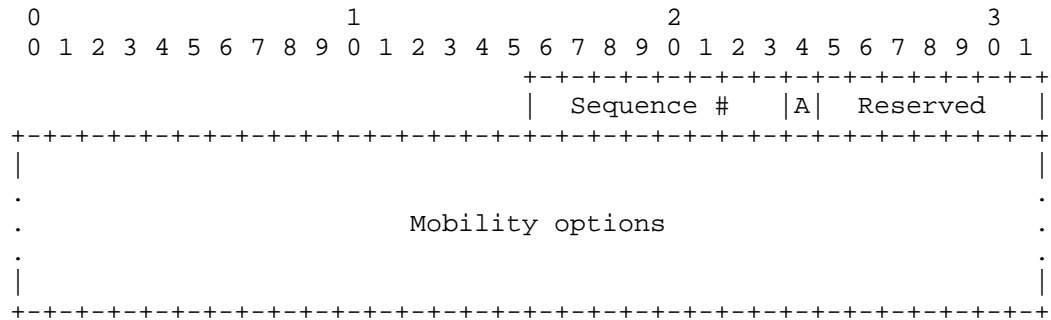 0                   1                   2                   3
 0 1 2 3 4 5 6 7 8 9 0 1 2 3 4 5 6 7 8 9 0 1 2 3 4 5 6 7 8 9 0 1
                                +-+-+-+-+-+-+-+-+-+-+-+-+-+-+-+-+
                                |  Sequence #   |A|  Reserved   |
+-+-+-+-+-+-+-+-+-+-+-+-+-+-+-+-+-+-+-+-+-+-+-+-+-+-+-+-+-+-+-+-+
|                                                               |
.                                                               .
.                        Mobility options                       .
.                                                               .
|                                                               |
+-+-+-+-+-+-+-+-+-+-+-+-+-+-+-+-+-+-+-+-+-+-+-+-+-+-+-+-+-+-+-+-+